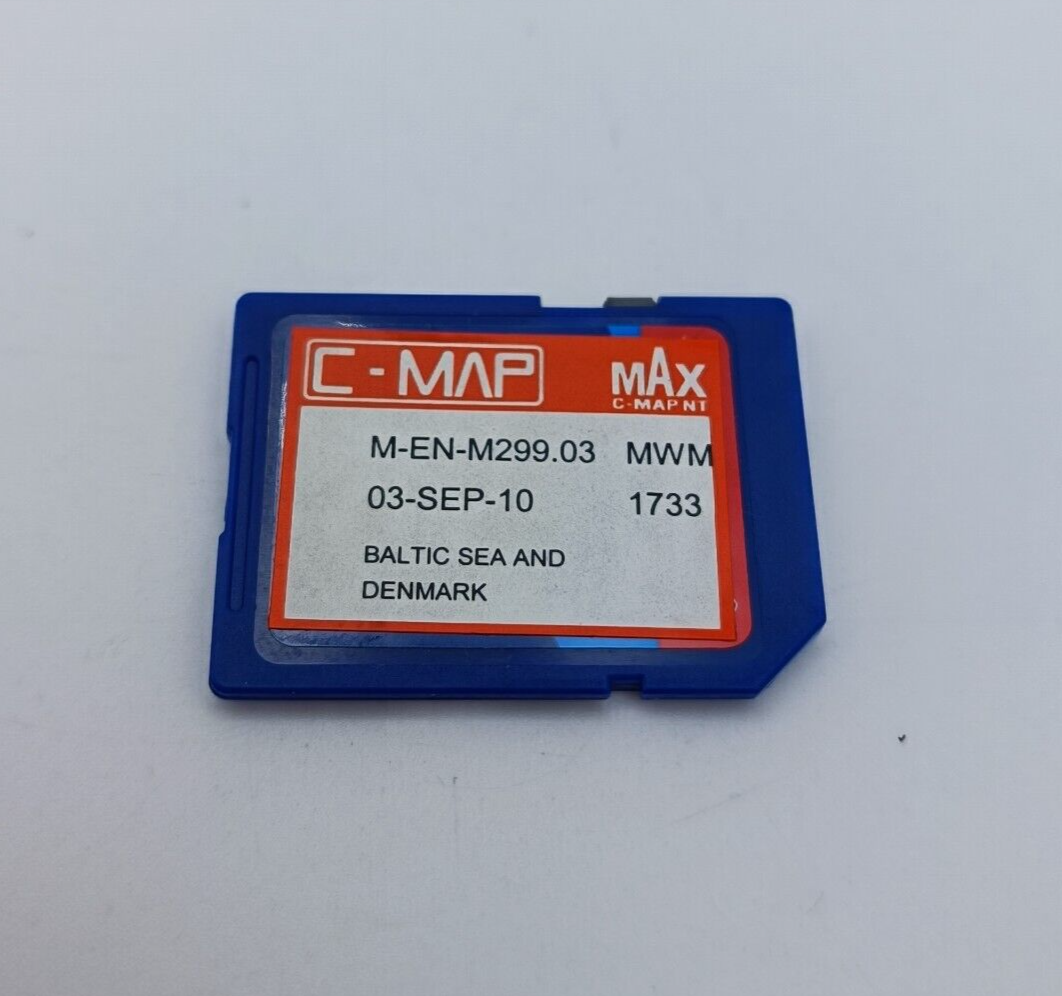 C-MAP MAX
C-MAP NT
M-EN-M299.03 MWM
03-SEP-10 1733
BALTIC SEA AND
DENMARK